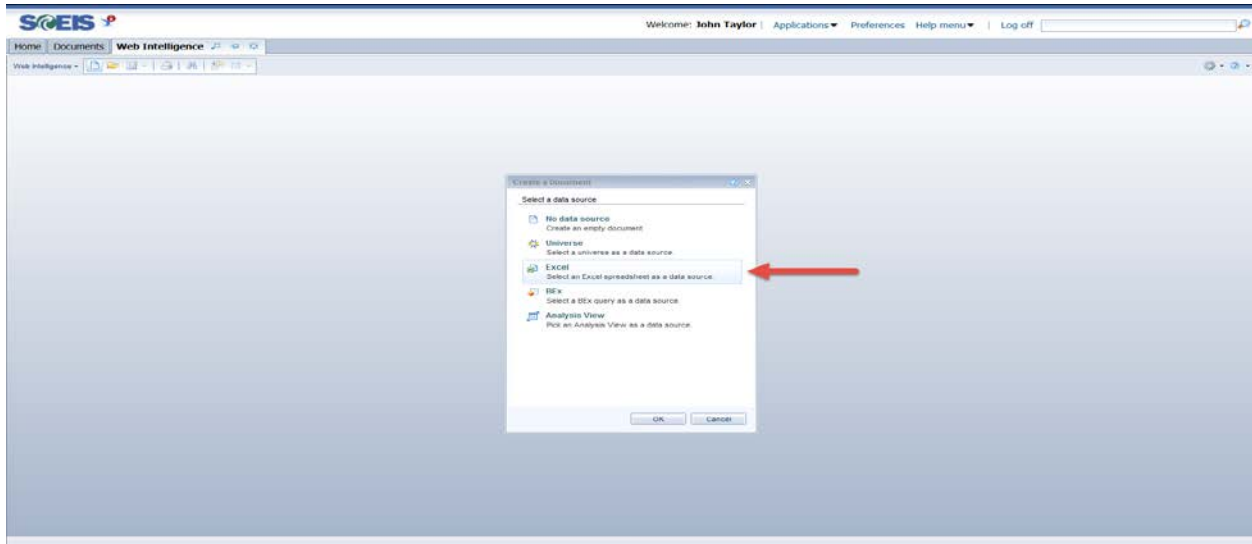 SCEIS
Welcome: John Taylor | Applications Preferences Help menu | Log off
Home Documents Web Intelligence
Web Intelligence
Create a Document
Select a data source
No data source
Create an empty document
Universe
Select a universe as a data source.
Excel
Select an Excel spreadsheet as a data source.
BEx
Select a BEx query as a data source.
Analysis View
Pick an Analysis View as a data source.
OK Cancel